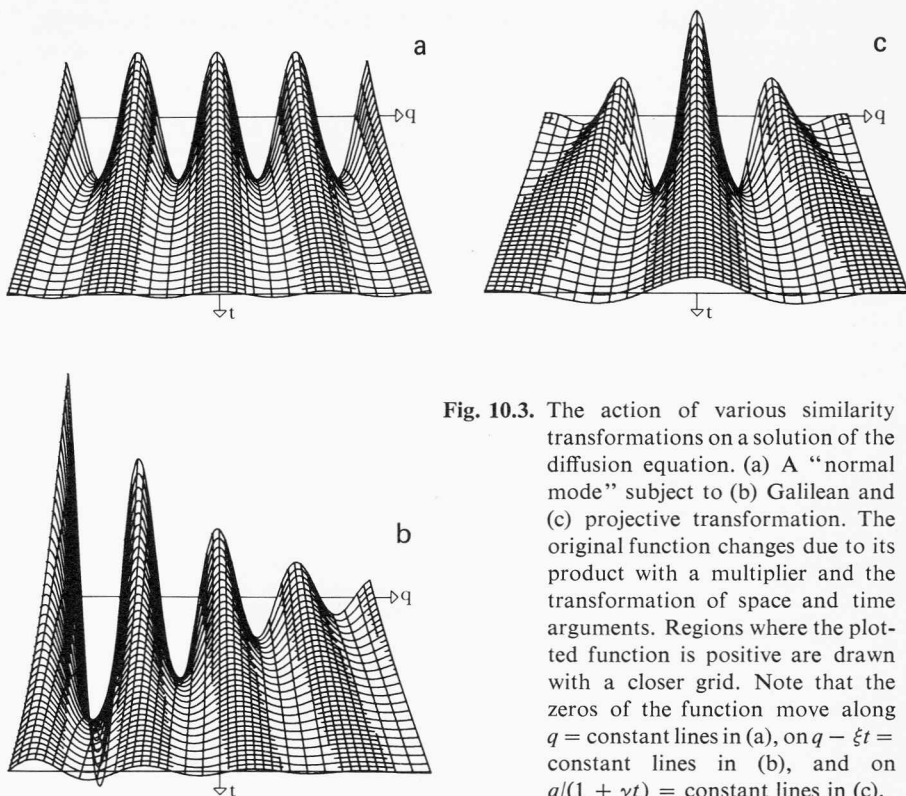 a
c
▷q
▷q
▽t
▽t
b
▷q
▽t
Fig. 10.3. The action of various similarity
transformations on a solution of the
diffusion equation. (a) A “normal
mode” subject to (b) Galilean and
(c) projective transformation. The
original function changes due to its
product with a multiplier and the
transformation of space and time
arguments. Regions where the plot-
ted function is positive are drawn
with a closer grid. Note that the
zeros of the function move along
q = constant lines in (a), on q − ξt =
constant lines in (b), and on
q/(1 + γt) = constant lines in (c).